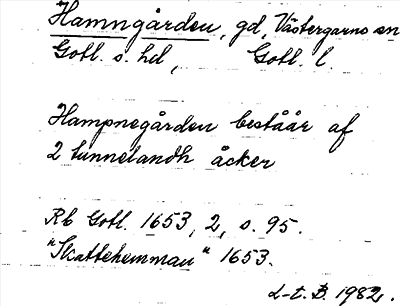 Hamngården, gd, Västergarns sn
Gotl. s. hd, Gotl. l.
Hampnegården beståår af
2 tunnelandh åcker
Rb Gotl. 1653, 2, s. 95.
"Skattehemman" 1653.
L-t. B. 1982.